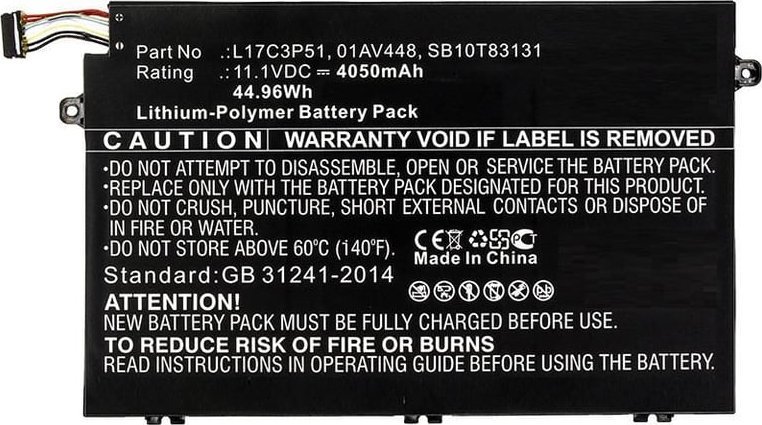 Part No .:L17C3P51, 01AV448, SB10T83131
Rating .:11.1VDC ⎓ 4050mAh
44.96Wh
Lithium-Polymer Battery Pack
CAUTION WARRANTY VOID IF LABEL IS REMOVED
•DO NOT ATTEMPT TO DISASSEMBLE, OPEN OR SERVICE THE BATTERY PACK.
•REPLACE ONLY WITH THE BATTERY PACK DESIGNATED FOR THIS PRODUCT.
•DO NOT CRUSH, PUNCTURE, SHORT EXTERNAL CONTACTS OR DISPOSE OF
IN FIRE OR WATER.
•DO NOT STORE ABOVE 60℃ (140℉).
CE PCT
Made In China
Standard:GB 31241-2014
ATTENTION!
NEW BATTERY PACK MUST BE FULLY CHARGED BEFORE USE.
TO REDUCE RISK OF FIRE OR BURNS
READ INSTRUCTIONS IN OPERATING GUIDE BEFORE USING THE BATTERY.